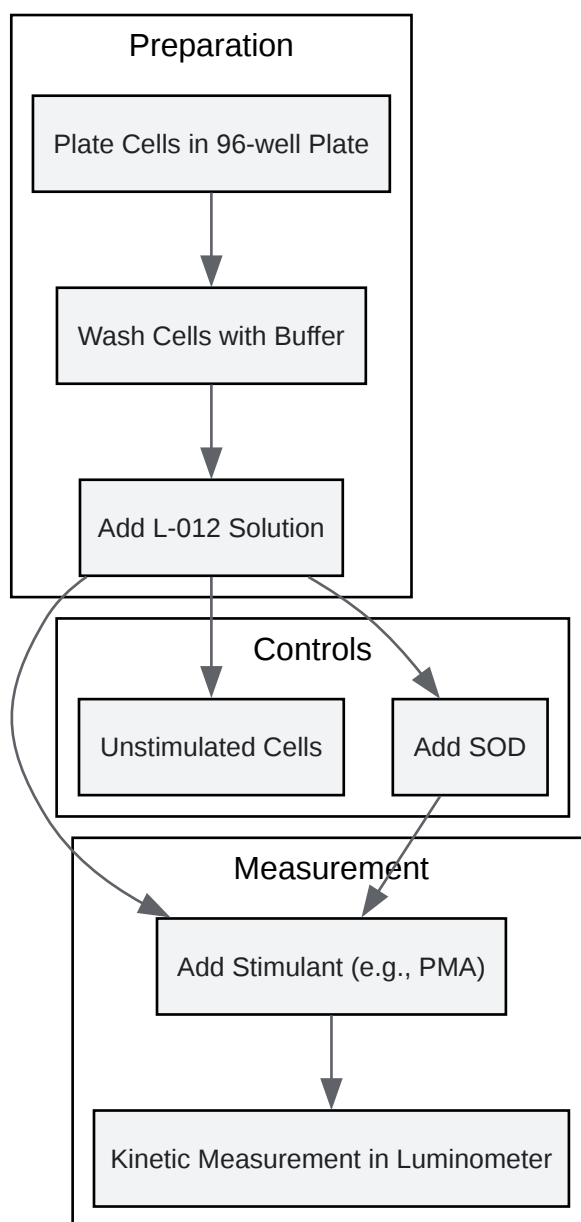 Preparation
Plate Cells in 96-well Plate
Wash Cells with Buffer
Add L-012 Solution
Controls
Unstimulated Cells
Add SOD
Measurement
Add Stimulant (e.g., PMA)
Kinetic Measurement in Luminometer